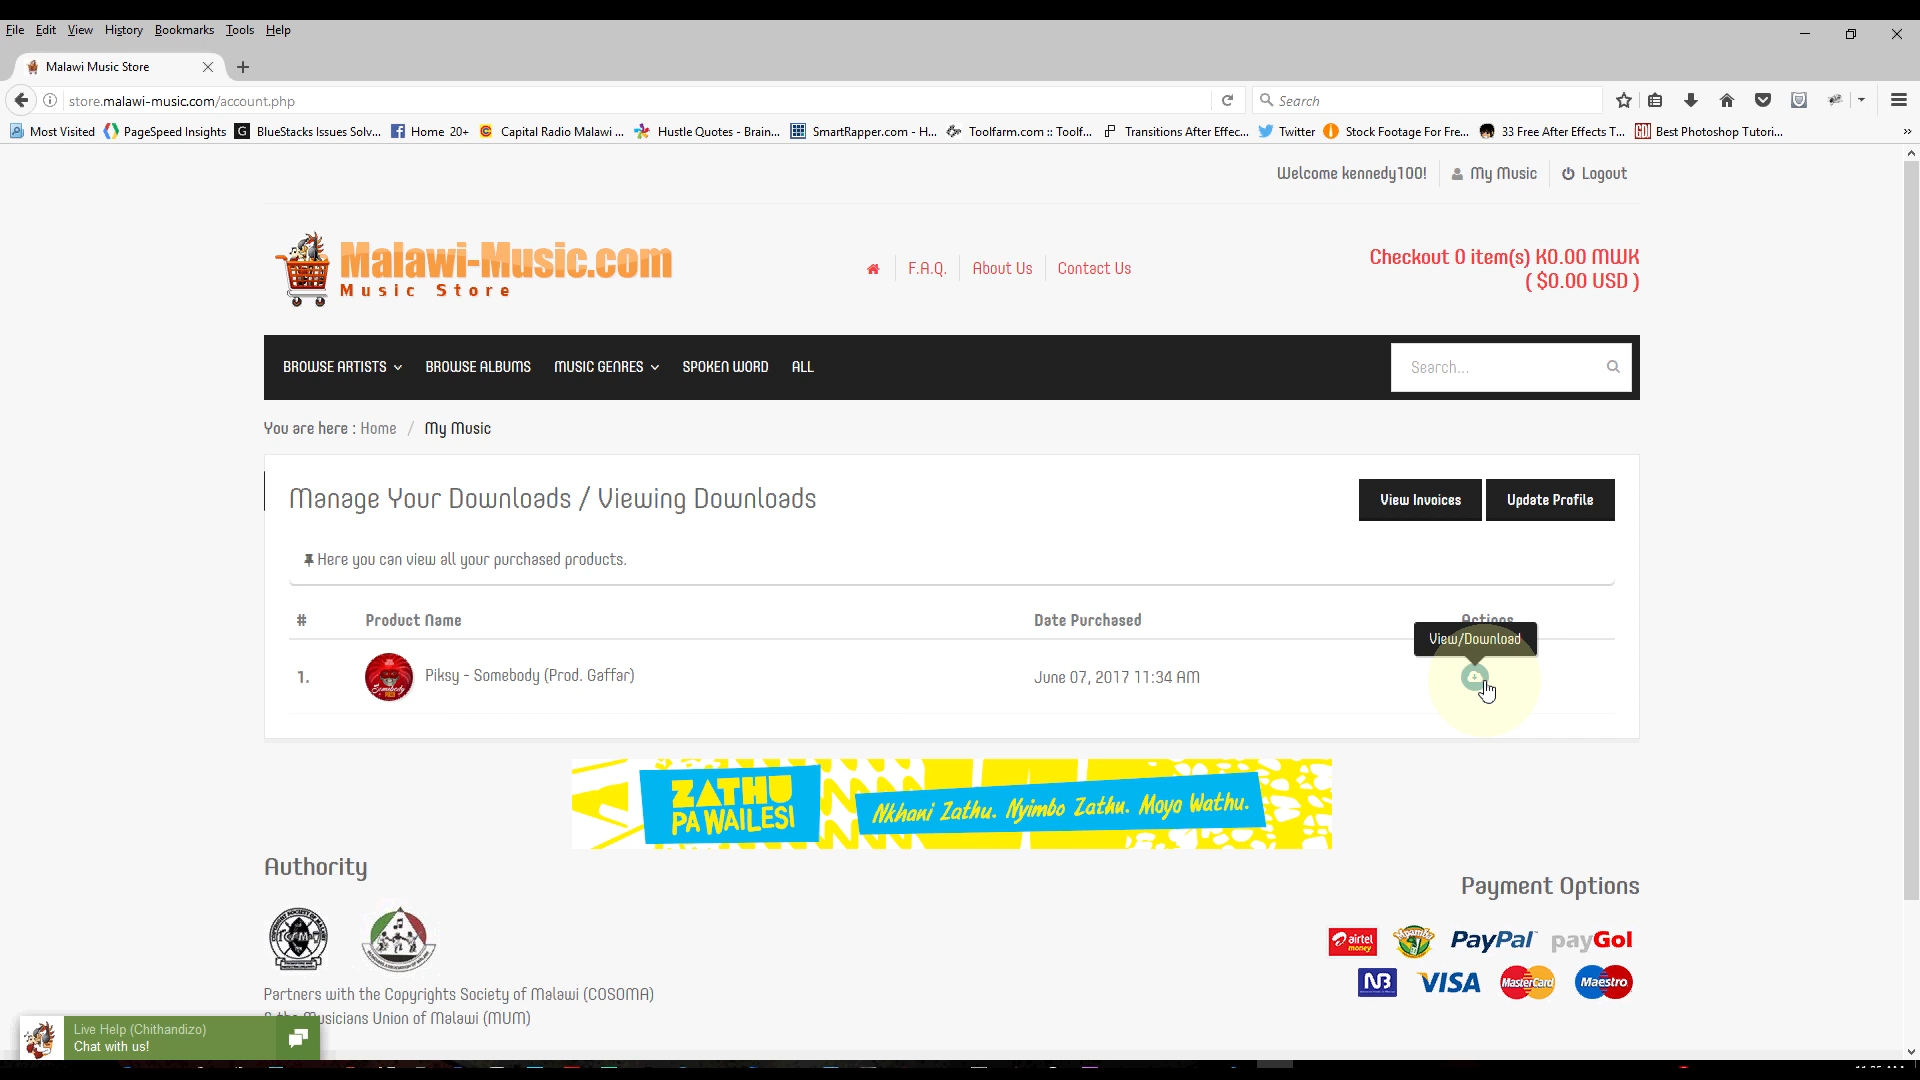 File Edit View History Bookmarks Tools Help
Malawi Music Store
store.malawi-music.com/account.php
Search
Most Visited PageSpeed Insights BlueStacks Issues Solv... Home 20+ Capital Radio Malawi ... Hustle Quotes - Brain... SmartRapper.com - H... Toolfarm.com :: Toolf... Transitions After Effec... Twitter Stock Footage For Fre... 33 Free After Effects T... Best Photoshop Tutori...
Welcome kennedy100! My Music Logout
Malawi-Music.com
Music Store
F.A.Q. About Us Contact Us
Checkout 0 item(s) K0.00 MWK
( $0.00 USD )
BROWSE ARTISTS BROWSE ALBUMS MUSIC GENRES SPOKEN WORD ALL
Search...
You are here : Home / My Music
Manage Your Downloads / Viewing Downloads
View Invoices Update Profile
Here you can view all your purchased products.
# Product Name Date Purchased Actions
View/Download
1. Piksy - Somebody (Prod. Gaffar) June 07, 2017 11:34 AM
ZATHU
PA WAILESI
Nkhani Zathu. Nyimbo Zathu. Moyo Wathu.
Authority
Payment Options
airtel
money
Mpamba
PayPal payGol
NB VISA MasterCard Maestro
Partners with the Copyrights Society of Malawi (COSOMA)
& the Musicians Union of Malawi (MUM)
Live Help (Chithandizo)
Chat with us!